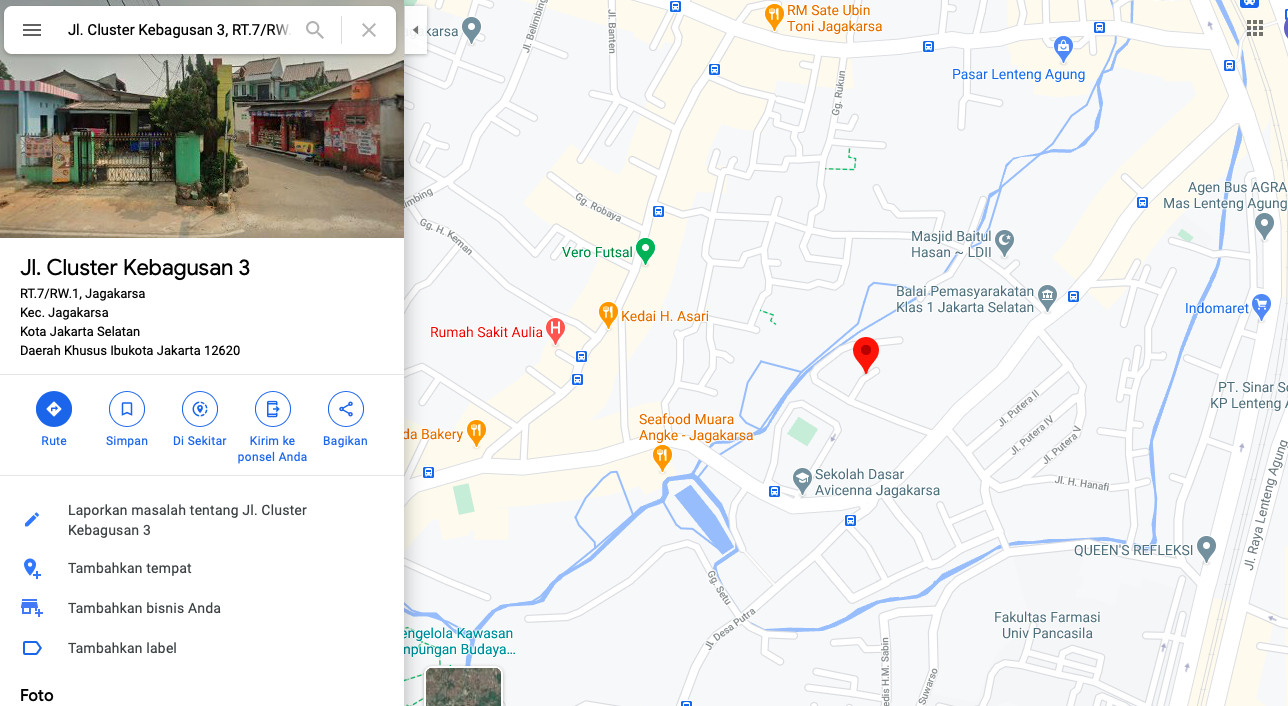 Jl. Cluster Kebagusan 3, RT.7/RW.
Jl. Cluster Kebagusan 3
RT.7/RW.1, Jagakarsa
Kec. Jagakarsa
Kota Jakarta Selatan
Daerah Khusus Ibukota Jakarta 12620
Rute
Simpan
Di Sekitar
Kirim ke
ponsel Anda
Bagikan
Laporkan masalah tentang Jl. Cluster
Kebagusan 3
Tambahkan tempat
Tambahkan bisnis Anda
Tambahkan label
Foto
karsa
Jl. Belimbing
Jl. Banten
RM Sate Ubin
Toni Jagakarsa
Pasar Lenteng Agung
Gg. Rukun
Agen Bus AGRA
Mas Lenteng Agung
imbing
Gg. Robaya
Gg. H. Keman
Vero Futsal
Masjid Baitul
Hasan ~ LDII
Balai Pemasyarakatan
Klas 1 Jakarta Selatan
Indomaret
Kedai H. Asari
Rumah Sakit Aulia
H
PT. Sinar S
KP Lenteng A
Seafood Muara
Angke - Jagakarsa
da Bakery
Jl. Putera II
Jl. Putera IV
Jl. Putera V
Sekolah Dasar
Avicenna Jagakarsa
Jl. H. Hanafi
Jl. Raya Lenteng Agung
QUEEN'S REFLEKSI
Gg. Setu
Jl. Desa Putra
Fakultas Farmasi
Univ Pancasila
engelola Kawasan
mpungan Budaya...
edis H.M. Sabin
Suwarso